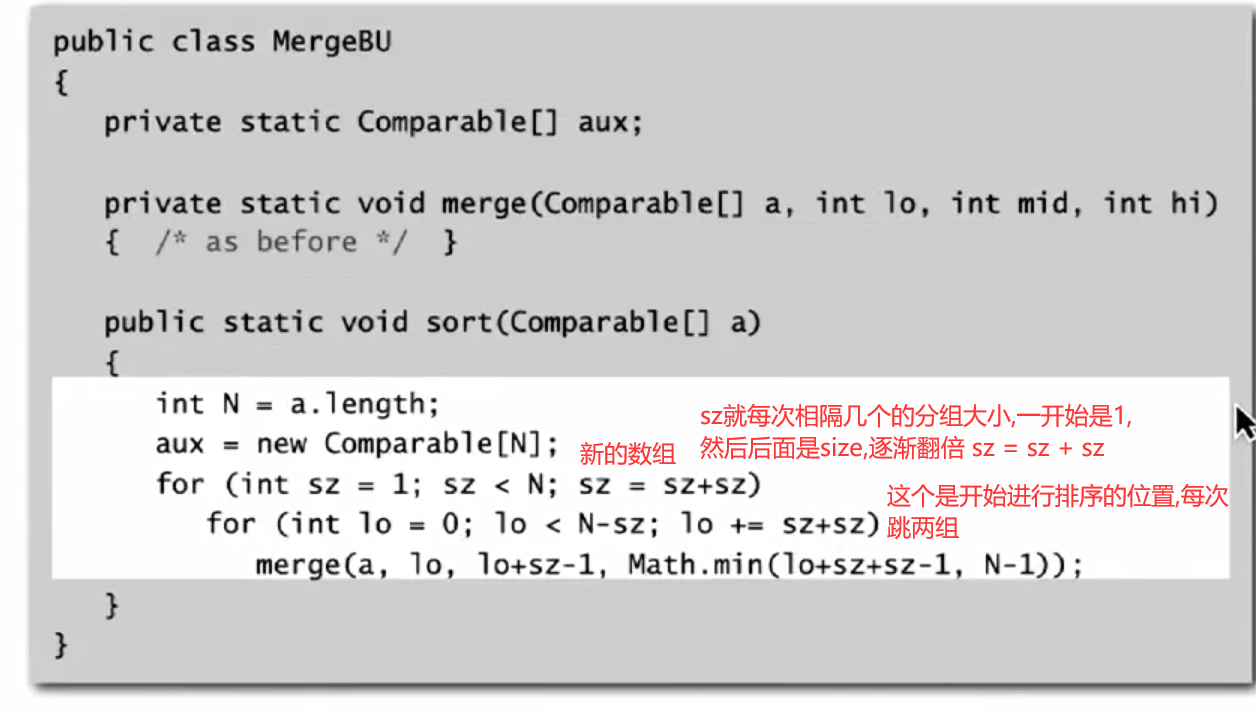 public class MergeBU
{
private static Comparable[] aux;
private static void merge(Comparable[] a, int lo, int mid, int hi)
{ /* as before */ }
public static void sort(Comparable[] a)
{
int N = a.length;
sz就每次相隔几个的分组大小,一开始是1,
aux = new Comparable[N];
新的数组
然后后面是size,逐渐翻倍 sz = sz + sz
for (int sz = 1; sz < N; sz = sz+sz)
这个是开始进行排序的位置,每次
for (int lo = 0; lo < N-sz; lo += sz+sz)
跳两组
merge(a, lo, lo+sz-1, Math.min(lo+sz+sz-1, N-1));
}
}